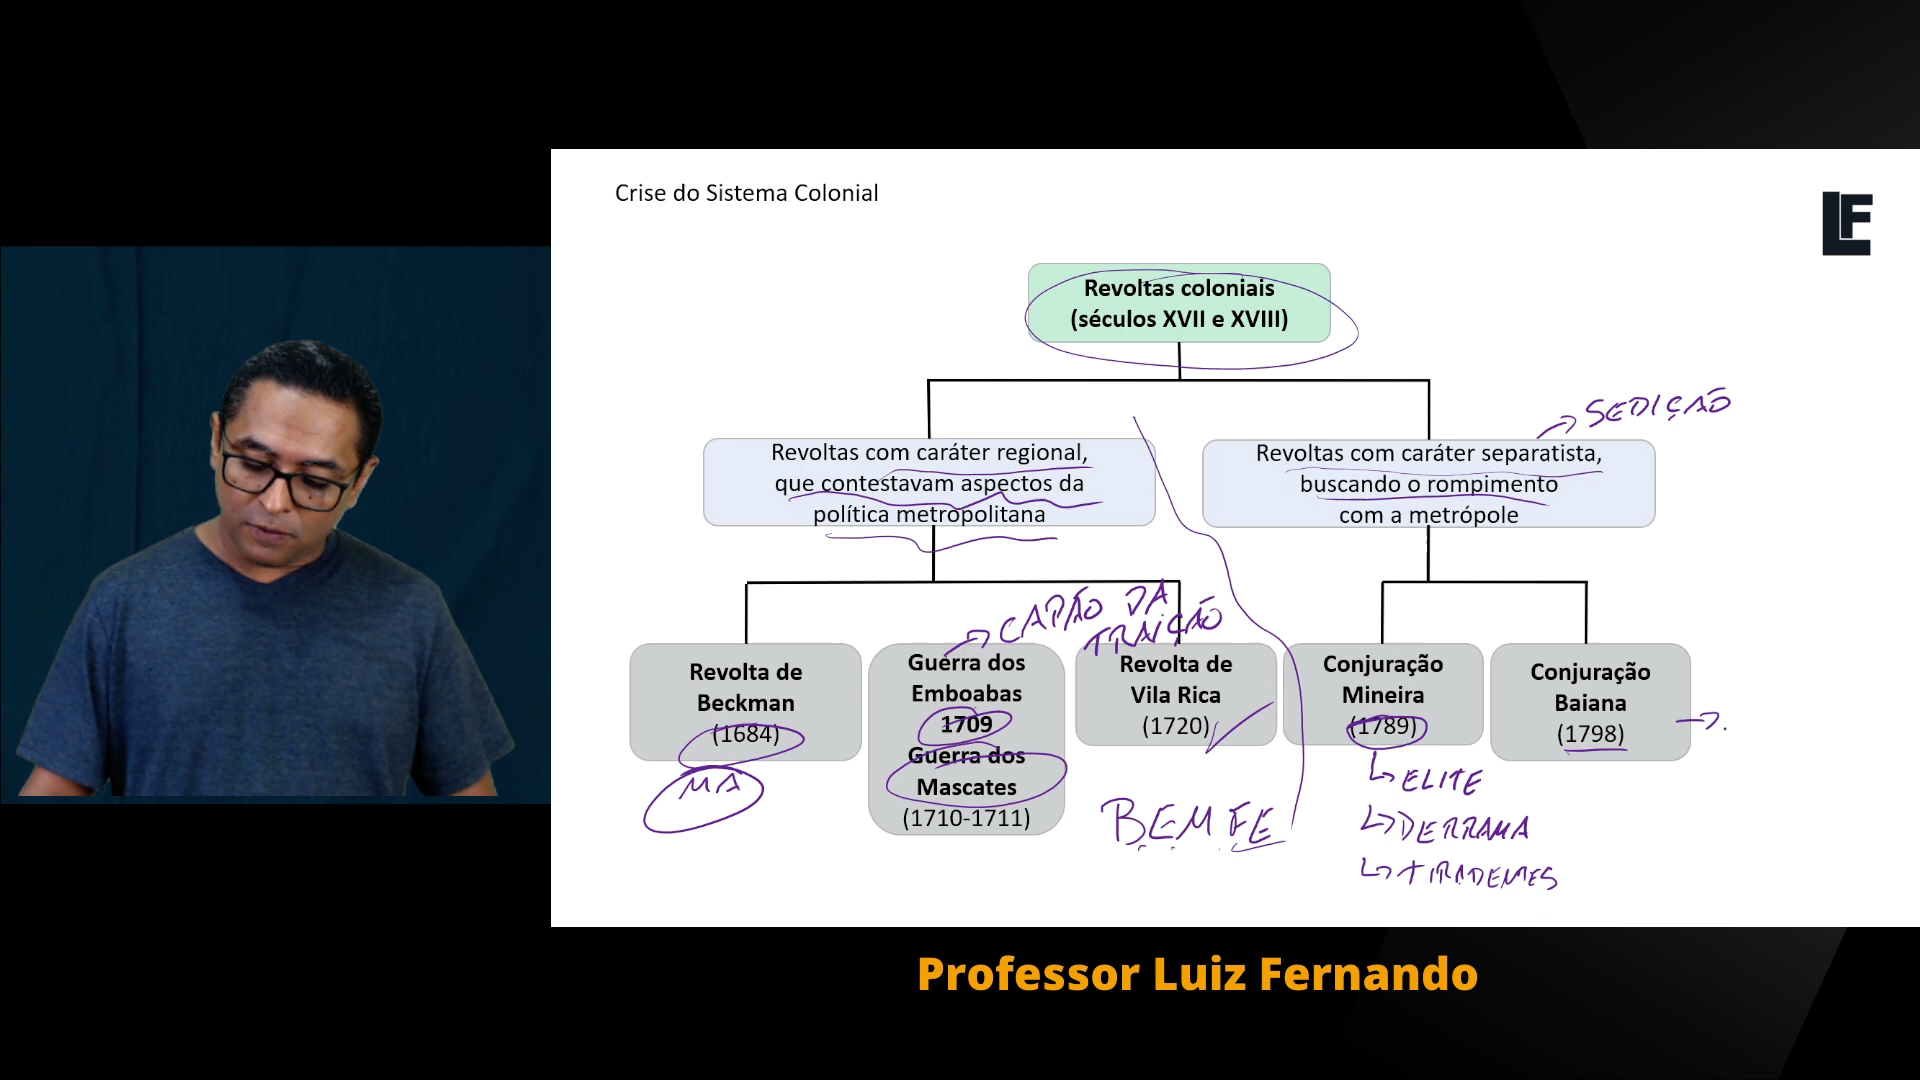 Crise do Sistema Colonial
LF
Revoltas coloniais
(séculos XVII e XVIII)
SEDIÇÃO
Revoltas com caráter regional,
que contestavam aspectos da
política metropolitana
Revoltas com caráter separatista,
buscando o rompimento
com a metrópole
CAPÃO DA
TRAIÇÃO
Revolta de
Beckman
(1684)
MA
Guerra dos
Emboabas
1709
Guerra dos
Mascates
(1710-1711)
Revolta de
Vila Rica
(1720)
BEMFE
Conjuração
Mineira
(1789)
ELITE
DERRAMA
TIRADENTES
Conjuração
Baiana
(1798)
Professor Luiz Fernando